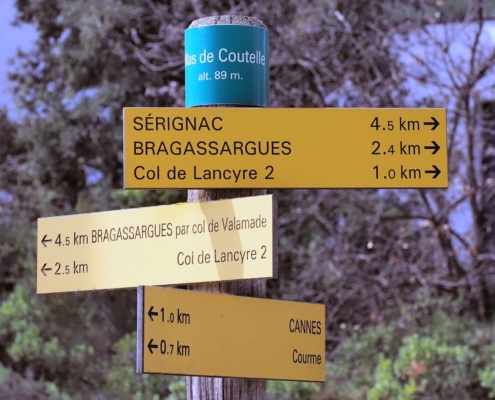 Mas de Coutelle
alt. 89 m.
SÉRIGNAC 4.5 km →
BRAGASSARGUES 2.4 km →
Col de Lancyre 2 1.0 km →
← 4.5 km BRAGASSARGUES par col de Valamade
← 2.5 km Col de Lancyre 2
← 1.0 km CANNES
← 0.7 km Courme